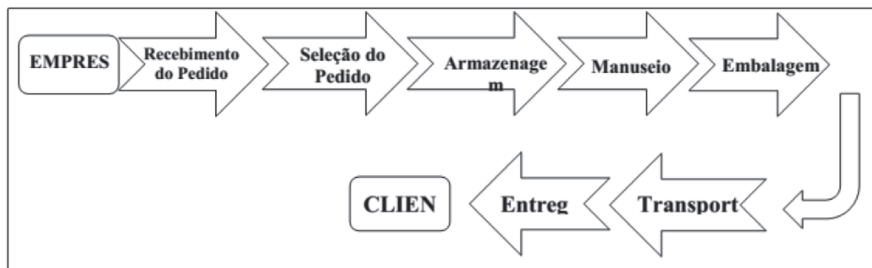 EMPRES
Recebimento
do Pedido
Seleção do
Pedido
Armazenage
m
Manuseio
Embalagem
Transport
Entreg
CLIEN